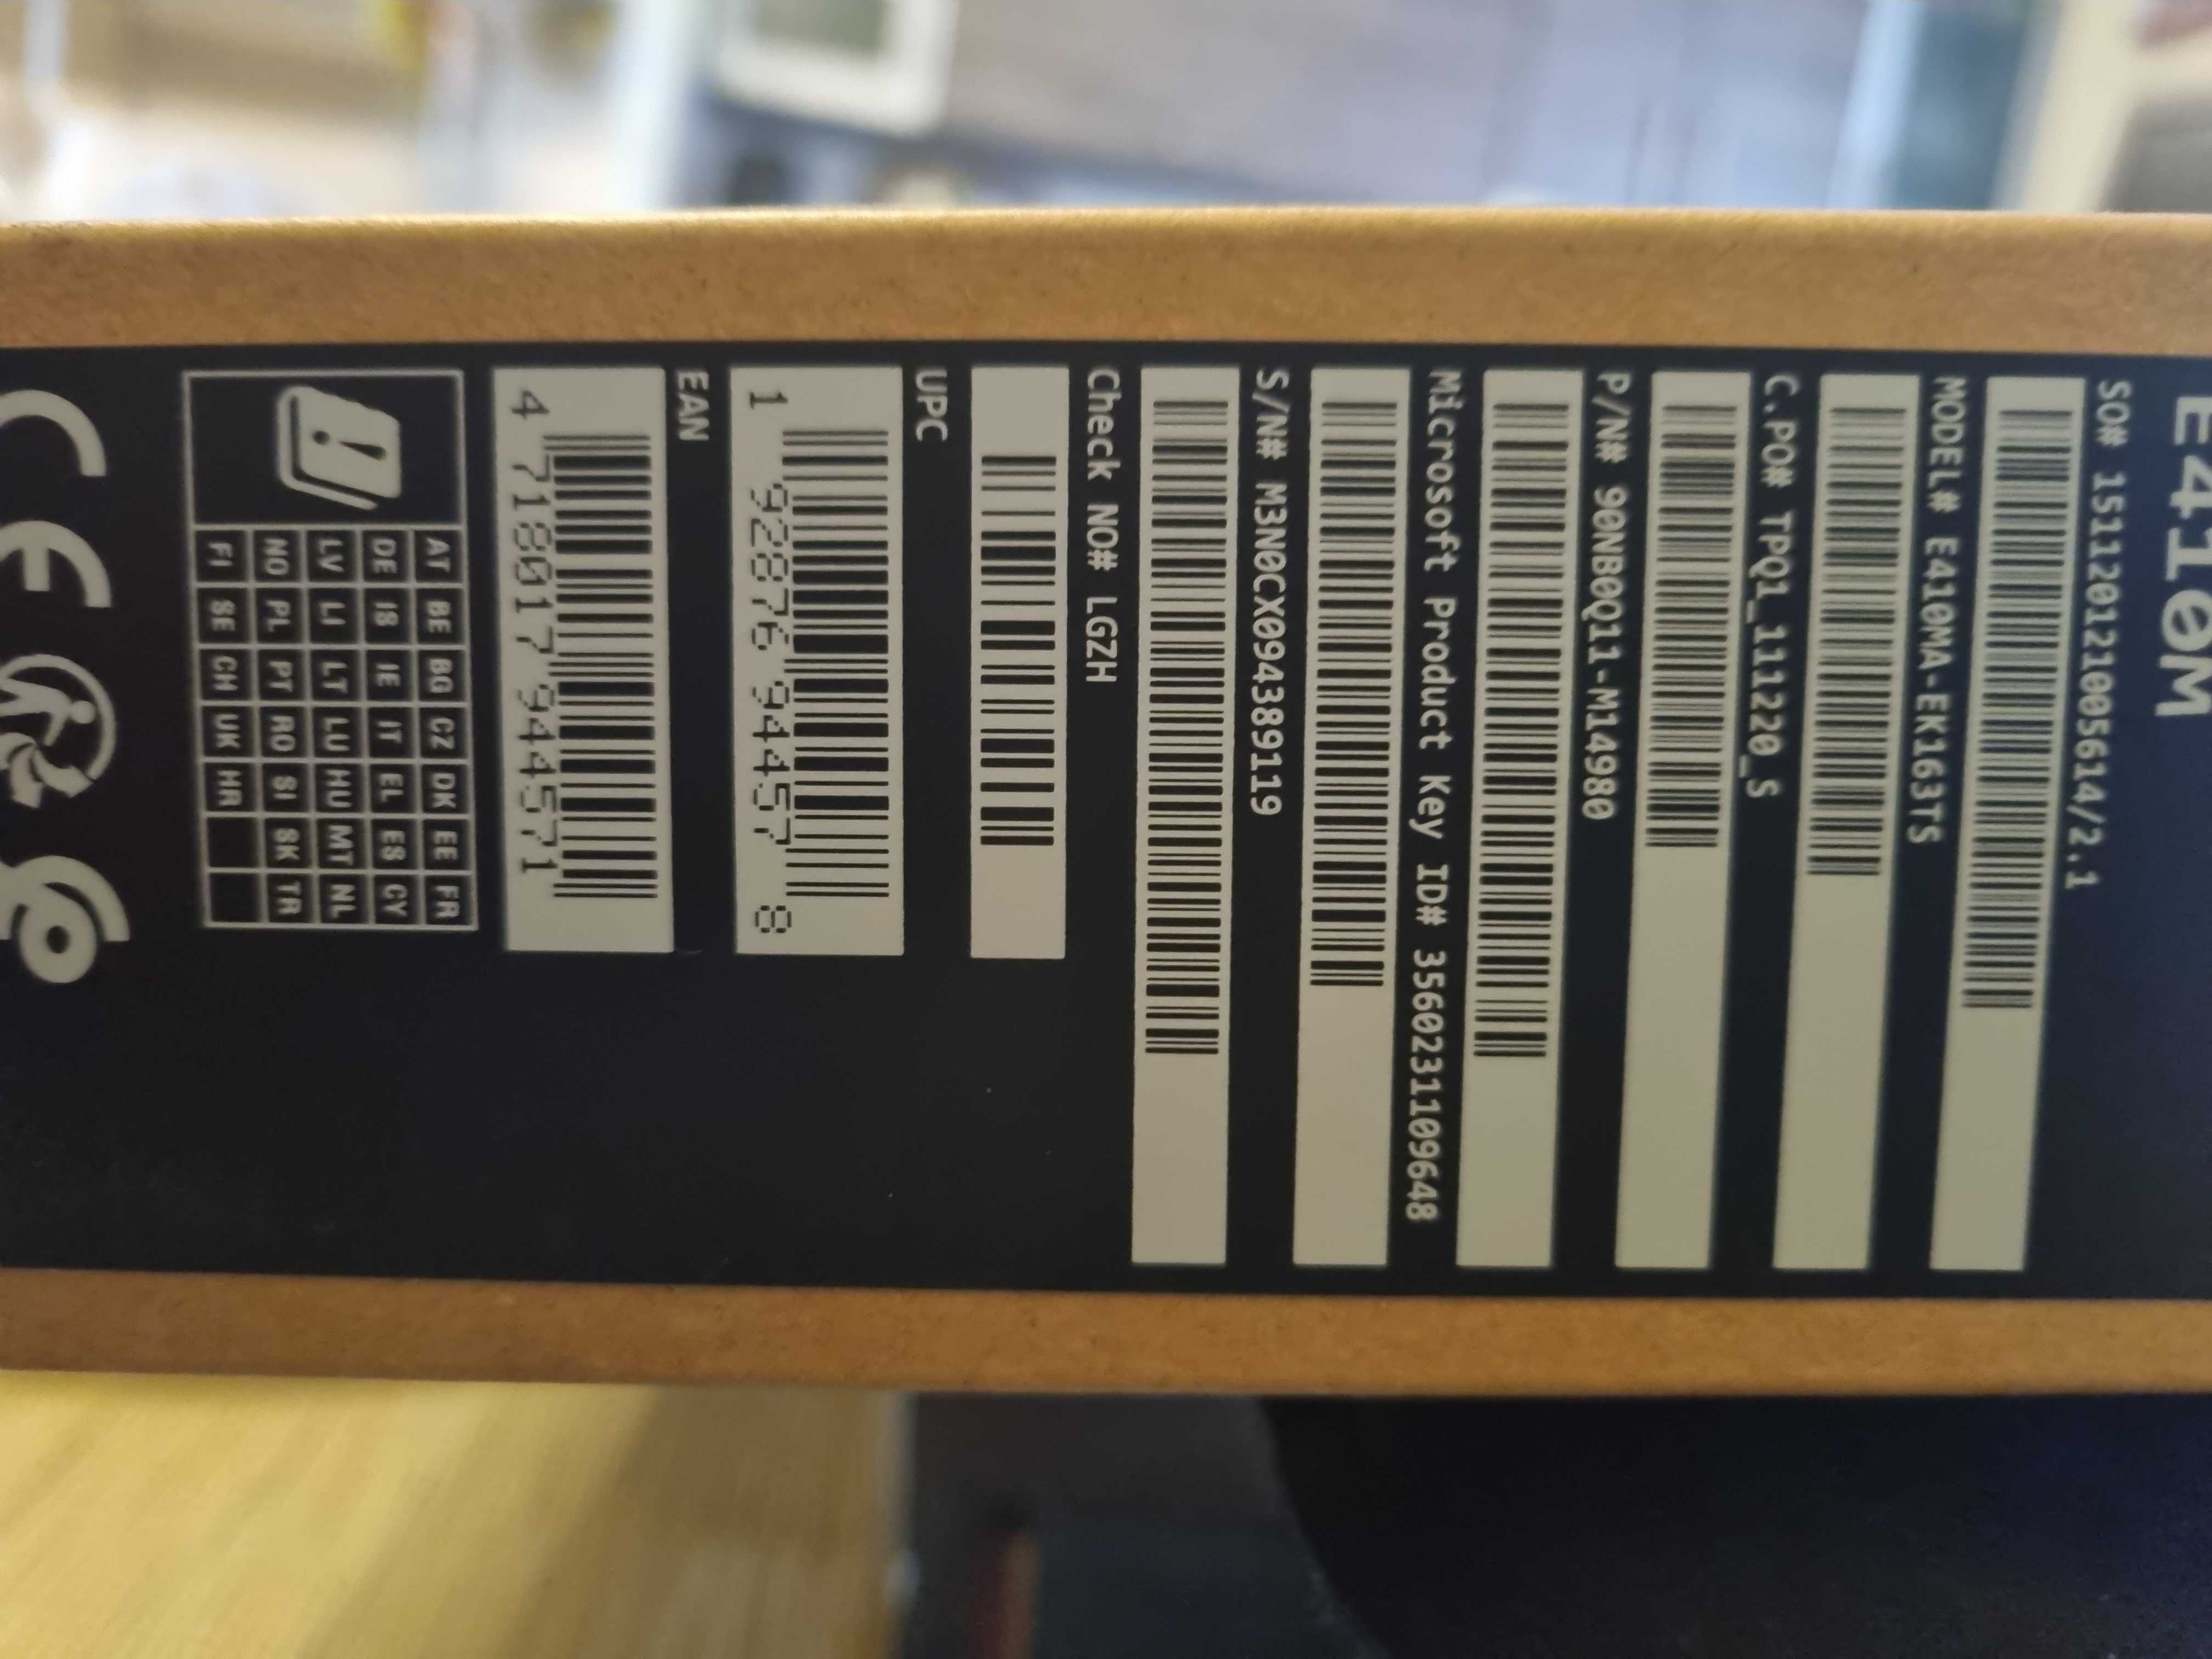 E410M
SO# 1511201221005614/2.1
MODEL# E410MA-EK163TS
C.PO# TPQ1_111220_S
P/N# 90NB0Q11-M14980
Microsoft Product Key ID# 3560231109648
S/N# M3N0CX094389119
Check NO# LGZH
UPC
1 92876 94457 8
EAN
4 718017 944571
AT BE BG CZ DK EE FR
DE IS IE IT EL ES CY
LV LI LT LU HU MT NL
NO PL PT RO SI SK TR
FI SE CH UK HR
CE